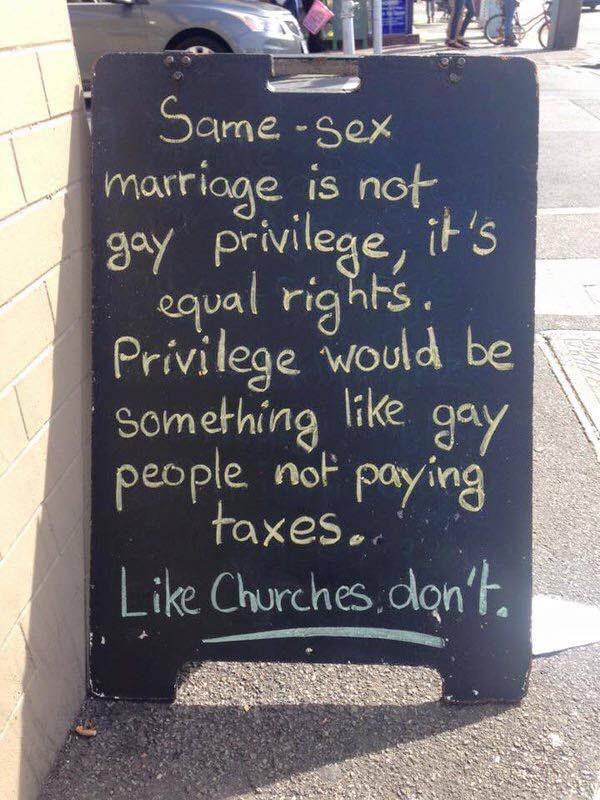 Same-sex
marriage is not
gay privilege, it's
equal rights.
Privilege would be
something like gay
people not paying
taxes.
Like Churches don't.